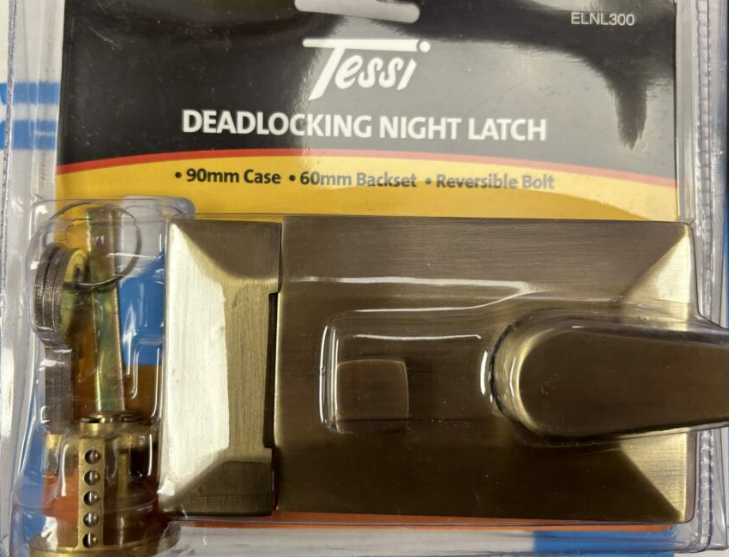 ELNL300
Tessi
DEADLOCKING NIGHT LATCH
• 90mm Case • 60mm Backset • Reversible Bolt